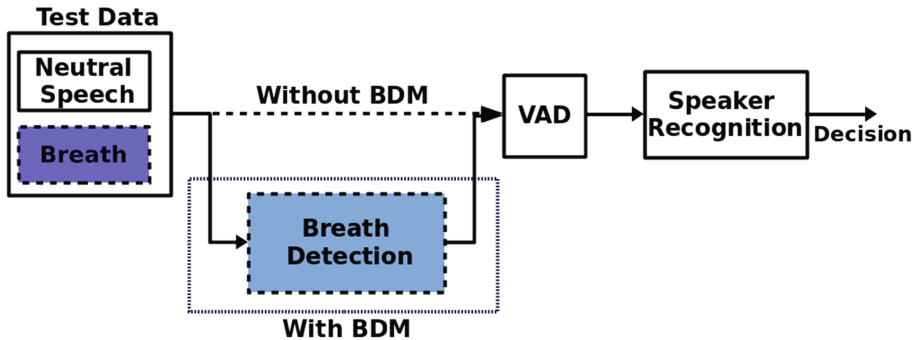 Test Data
Neutral
Speech
Breath
Without BDM
VAD
Speaker
Recognition
Decision
Breath
Detection
With BDM